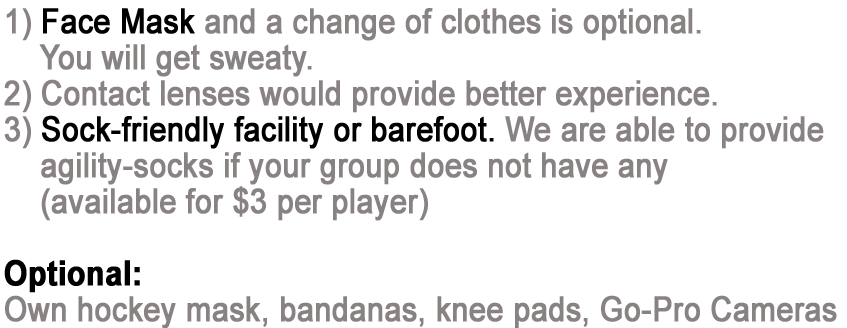 1) Face Mask and a change of clothes is optional.
You will get sweaty.
2) Contact lenses would provide better experience.
3) Sock-friendly facility or barefoot. We are able to provide
agility-socks if your group does not have any
(available for $3 per player)
Optional:
Own hockey mask, bandanas, knee pads, Go-Pro Cameras